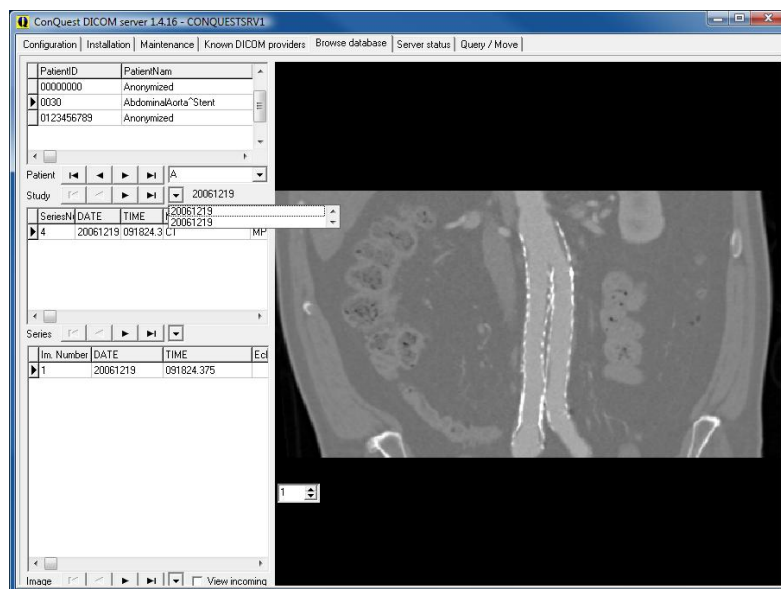 ConQuest DICOM server 1.4.16 - CONQUESTSRV1
Configuration Installation Maintenance Known DICOM providers Browse database Server status Query / Move
PatientID PatientNam
00000000 Anonymized
0030 AbdominalAorta^Stent
0123456789 Anonymized
Patient A
Study 20061219
20061219
20061219
SeriesN DATE TIME
4 20061219 091824.3 CT MP
Series
Im. Number DATE TIME Ecl
1 20061219 091824.375
1
Image View incoming